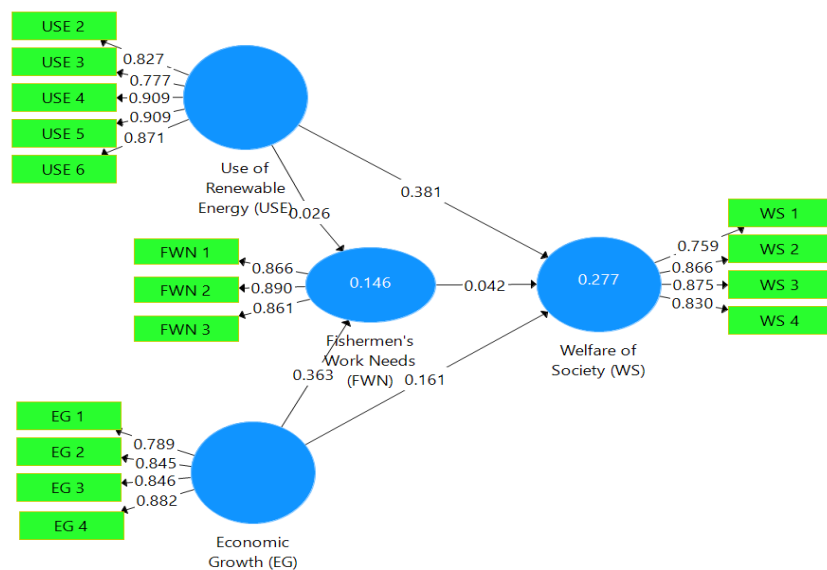 USE 2
USE 3
USE 4
USE 5
USE 6
0.827
0.777
0.909
0.909
0.871
Use of
Renewable
Energy (USE)
0.026
0.381
FWN 1
FWN 2
FWN 3
0.866
0.890
0.861
0.146
Fishermen's
Work Needs
(FWN)
0.042
0.363
0.161
0.277
Welfare of
Society (WS)
0.759
0.866
0.875
0.830
WS 1
WS 2
WS 3
WS 4
EG 1
EG 2
EG 3
EG 4
0.789
0.845
0.846
0.882
Economic
Growth (EG)